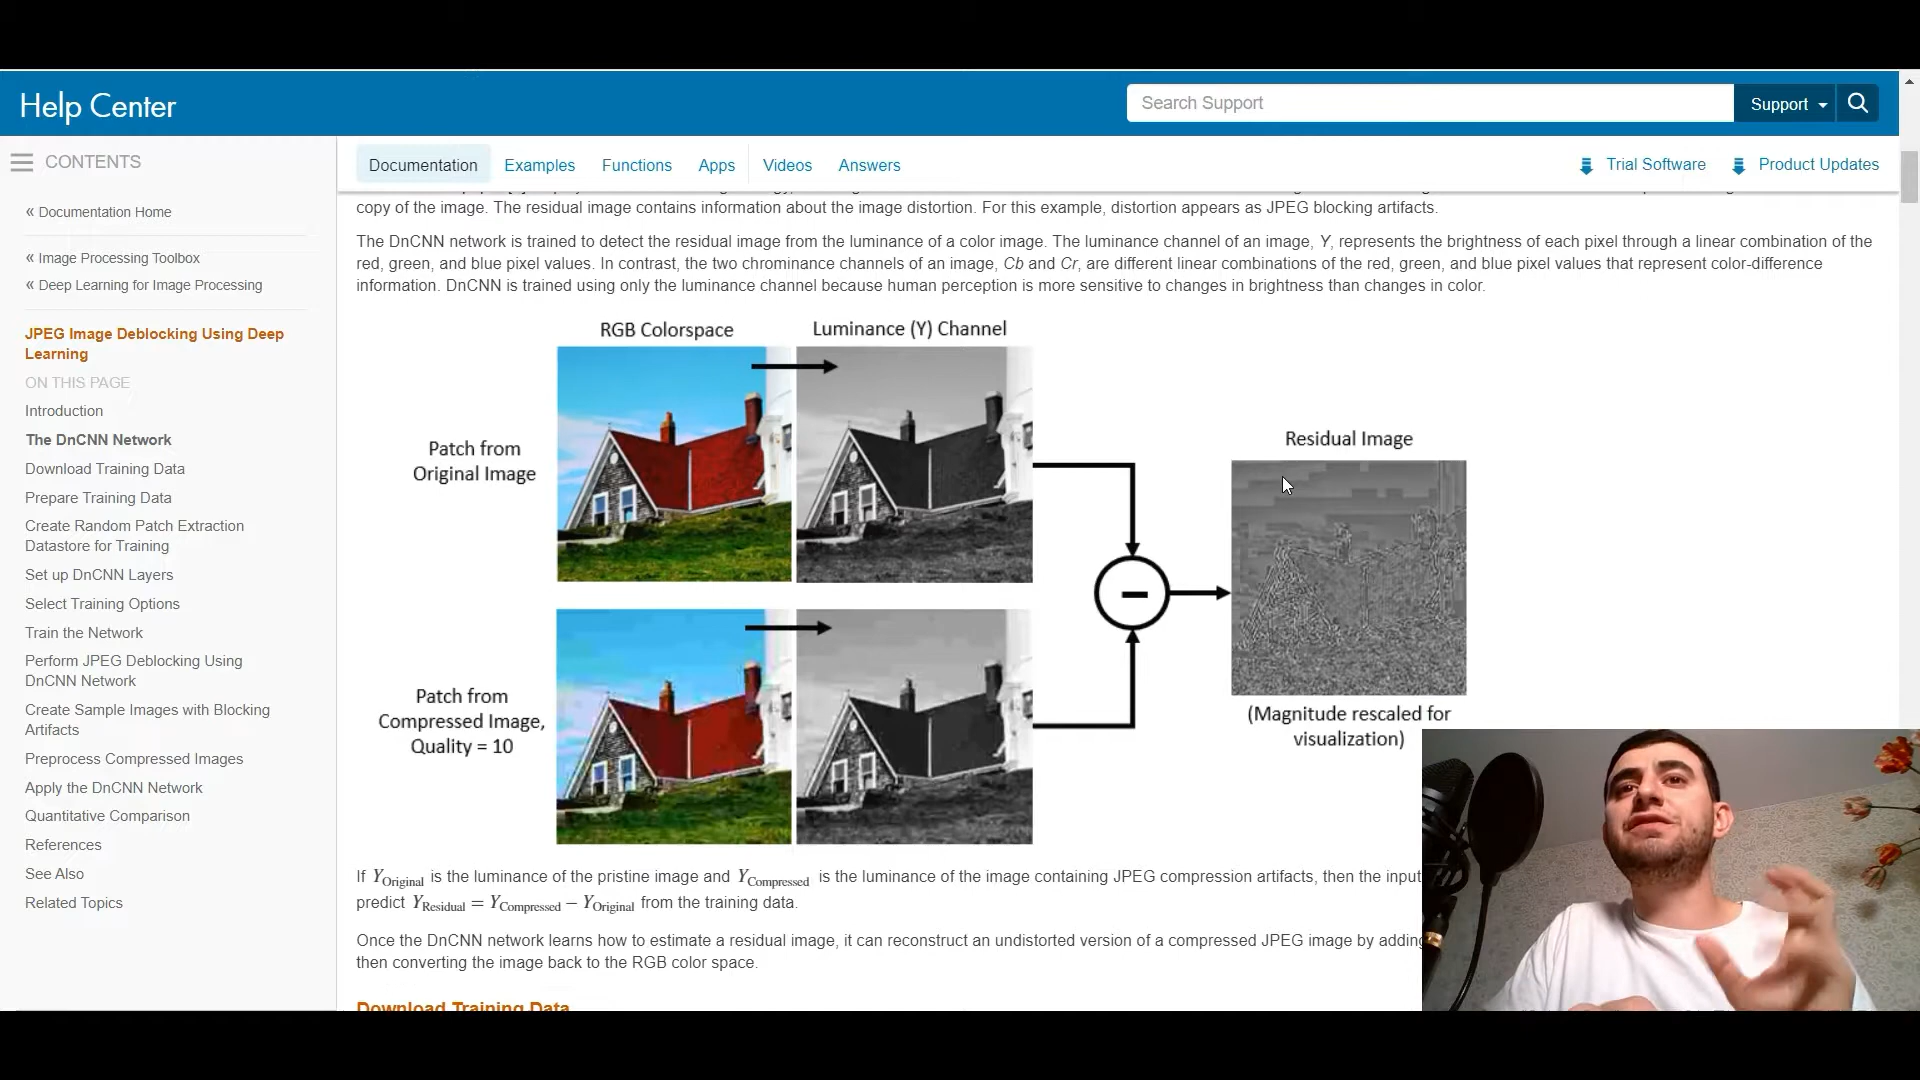 Help Center
Search Support
Support
CONTENTS
Documentation
Examples
Functions
Apps
Videos
Answers
Trial Software
Product Updates
« Documentation Home
« Image Processing Toolbox
« Deep Learning for Image Processing
JPEG Image Deblocking Using Deep
Learning
ON THIS PAGE
Introduction
The DnCNN Network
Download Training Data
Prepare Training Data
Create Random Patch Extraction
Datastore for Training
Set up DnCNN Layers
Select Training Options
Train the Network
Perform JPEG Deblocking Using
DnCNN Network
Create Sample Images with Blocking
Artifacts
Preprocess Compressed Images
Apply the DnCNN Network
Quantitative Comparison
References
See Also
Related Topics
copy of the image. The residual image contains information about the image distortion. For this example, distortion appears as JPEG blocking artifacts.
The DnCNN network is trained to detect the residual image from the luminance of a color image. The luminance channel of an image, Y, represents the brightness of each pixel through a linear combination of the
red, green, and blue pixel values. In contrast, the two chrominance channels of an image, Cb and Cr, are different linear combinations of the red, green, and blue pixel values that represent color-difference
information. DnCNN is trained using only the luminance channel because human perception is more sensitive to changes in brightness than changes in color.
RGB Colorspace
Luminance (Y) Channel
Patch from
Original Image
Residual Image
Patch from
Compressed Image,
Quality = 10
(Magnitude rescaled for
visualization)
If Y Original is the luminance of the pristine image and Y Compressed is the luminance of the image containing JPEG compression artifacts, then the input
predict Y Residual = Y Compressed − Y Original from the training data.
Once the DnCNN network learns how to estimate a residual image, it can reconstruct an undistorted version of a compressed JPEG image by adding
then converting the image back to the RGB color space.
Download Training Data